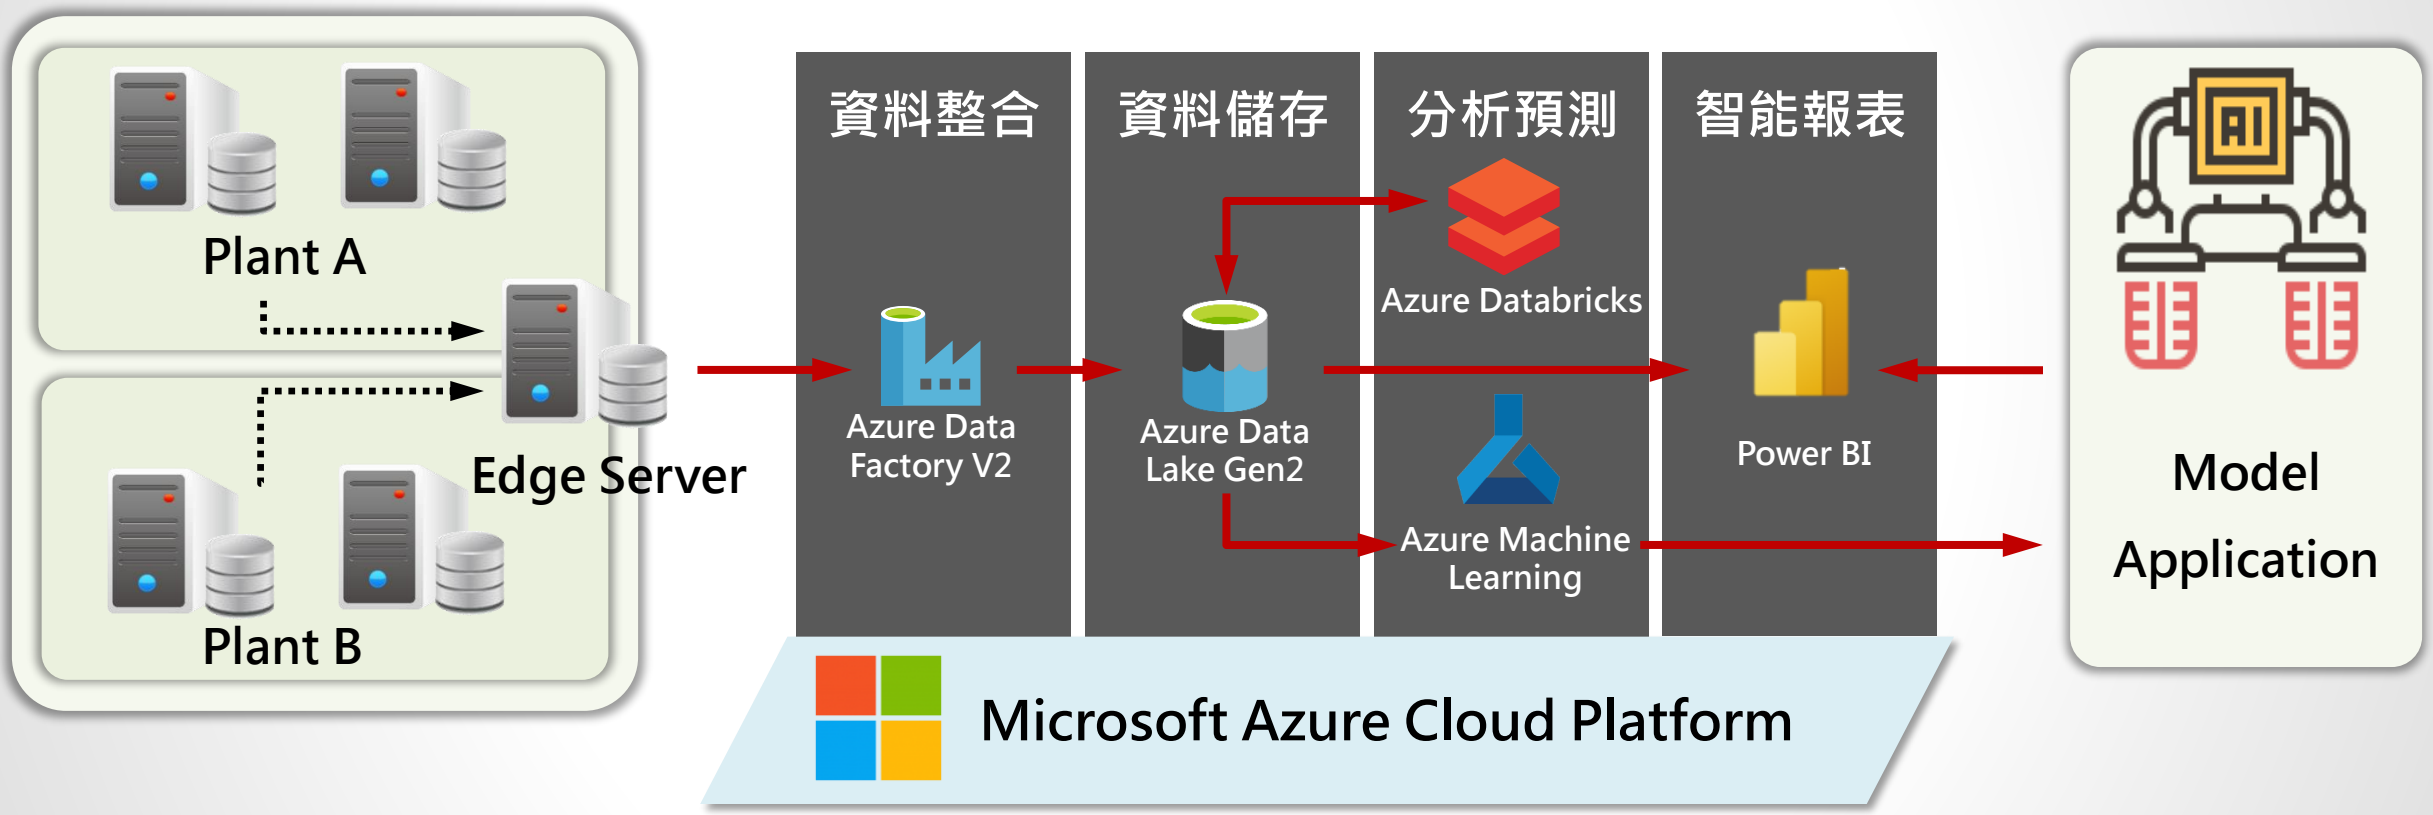 Plant A
Edge Server
Plant B
資料整合
Azure Data
Factory V2
資料儲存
Azure Data
Lake Gen2
分析預測
Azure Databricks
Azure Machine
Learning
智能報表
Power BI
AI
Model
Application
Microsoft Azure Cloud Platform